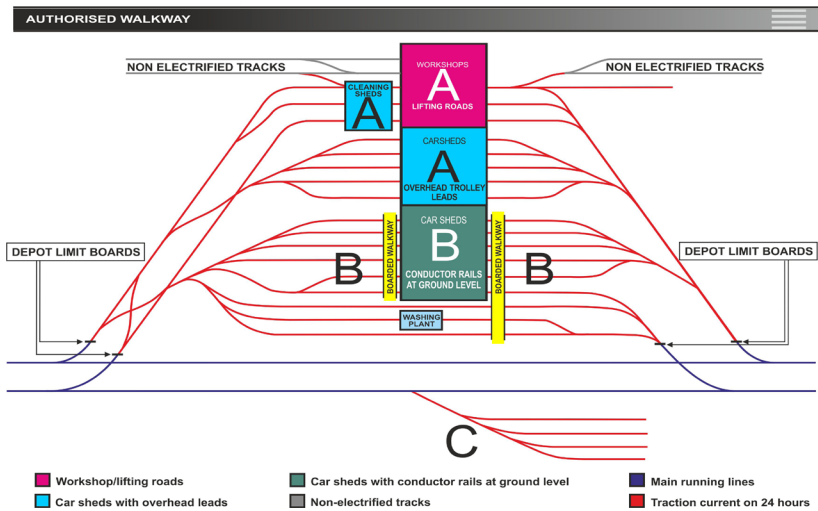 AUTHORISED WALKWAY
NON ELECTRIFIED TRACKS
WORKSHOPS
A
LIFTING ROADS
NON ELECTRIFIED TRACKS
CLEANING
SHEDS
A
CARSHEDS
A
OVERHEAD TROLLEY
LEADS
DEPOT LIMIT BOARDS
B
BOARDED WALKWAY
CAR SHEDS
B
CONDUCTOR RAILS
AT GROUND LEVEL
BOARDED WALKWAY
B
DEPOT LIMIT BOARDS
WASHING
PLANT
C
Workshop/lifting roads
Car sheds with conductor rails at ground level
Main running lines
Car sheds with overhead leads
Non-electrified tracks
Traction current on 24 hours